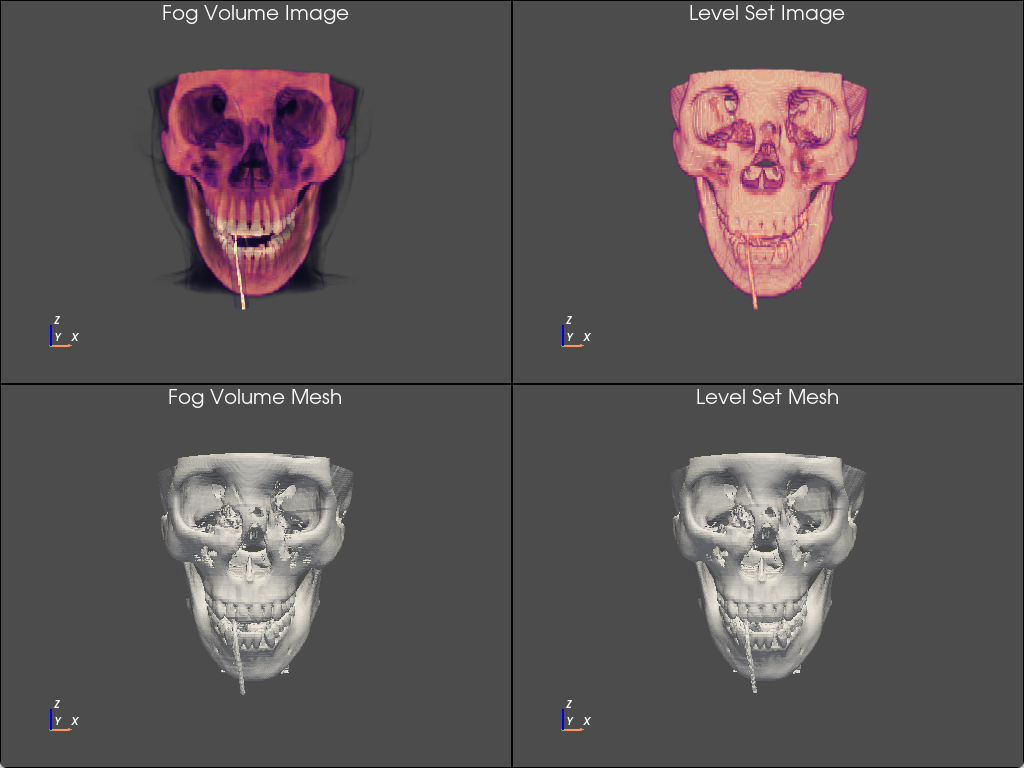 Fog Volume Image
Level Set Image
Z
Y X
Z
Y X
Fog Volume Mesh
Level Set Mesh
Z
Y X
Z
Y X